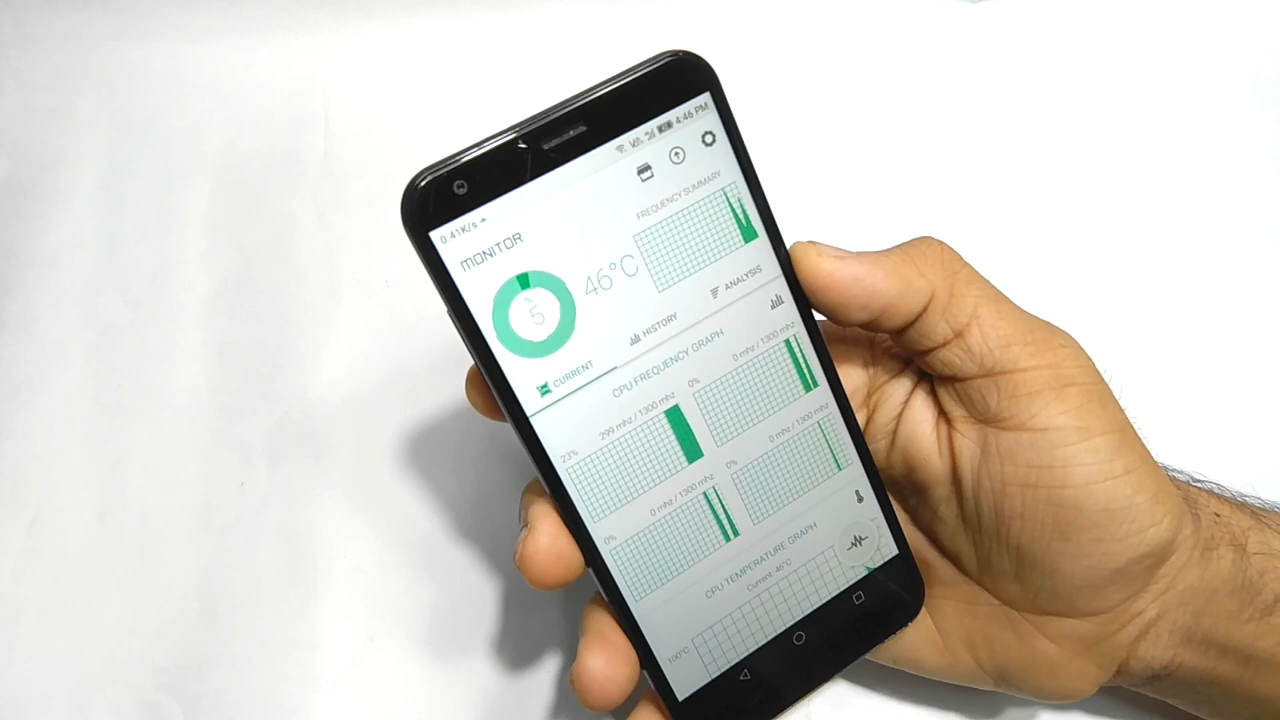 0.41K/s
4:46 PM
MONITOR
FREQUENCY SUMMARY
%
5
46°C
CURRENT
HISTORY
ANALYSIS
CPU FREQUENCY GRAPH
23%
299 mhz / 1300 mhz
0%
0 mhz / 1300 mhz
0%
0 mhz / 1300 mhz
0%
0 mhz / 1300 mhz
CPU TEMPERATURE GRAPH
Current: 46°C
100°C